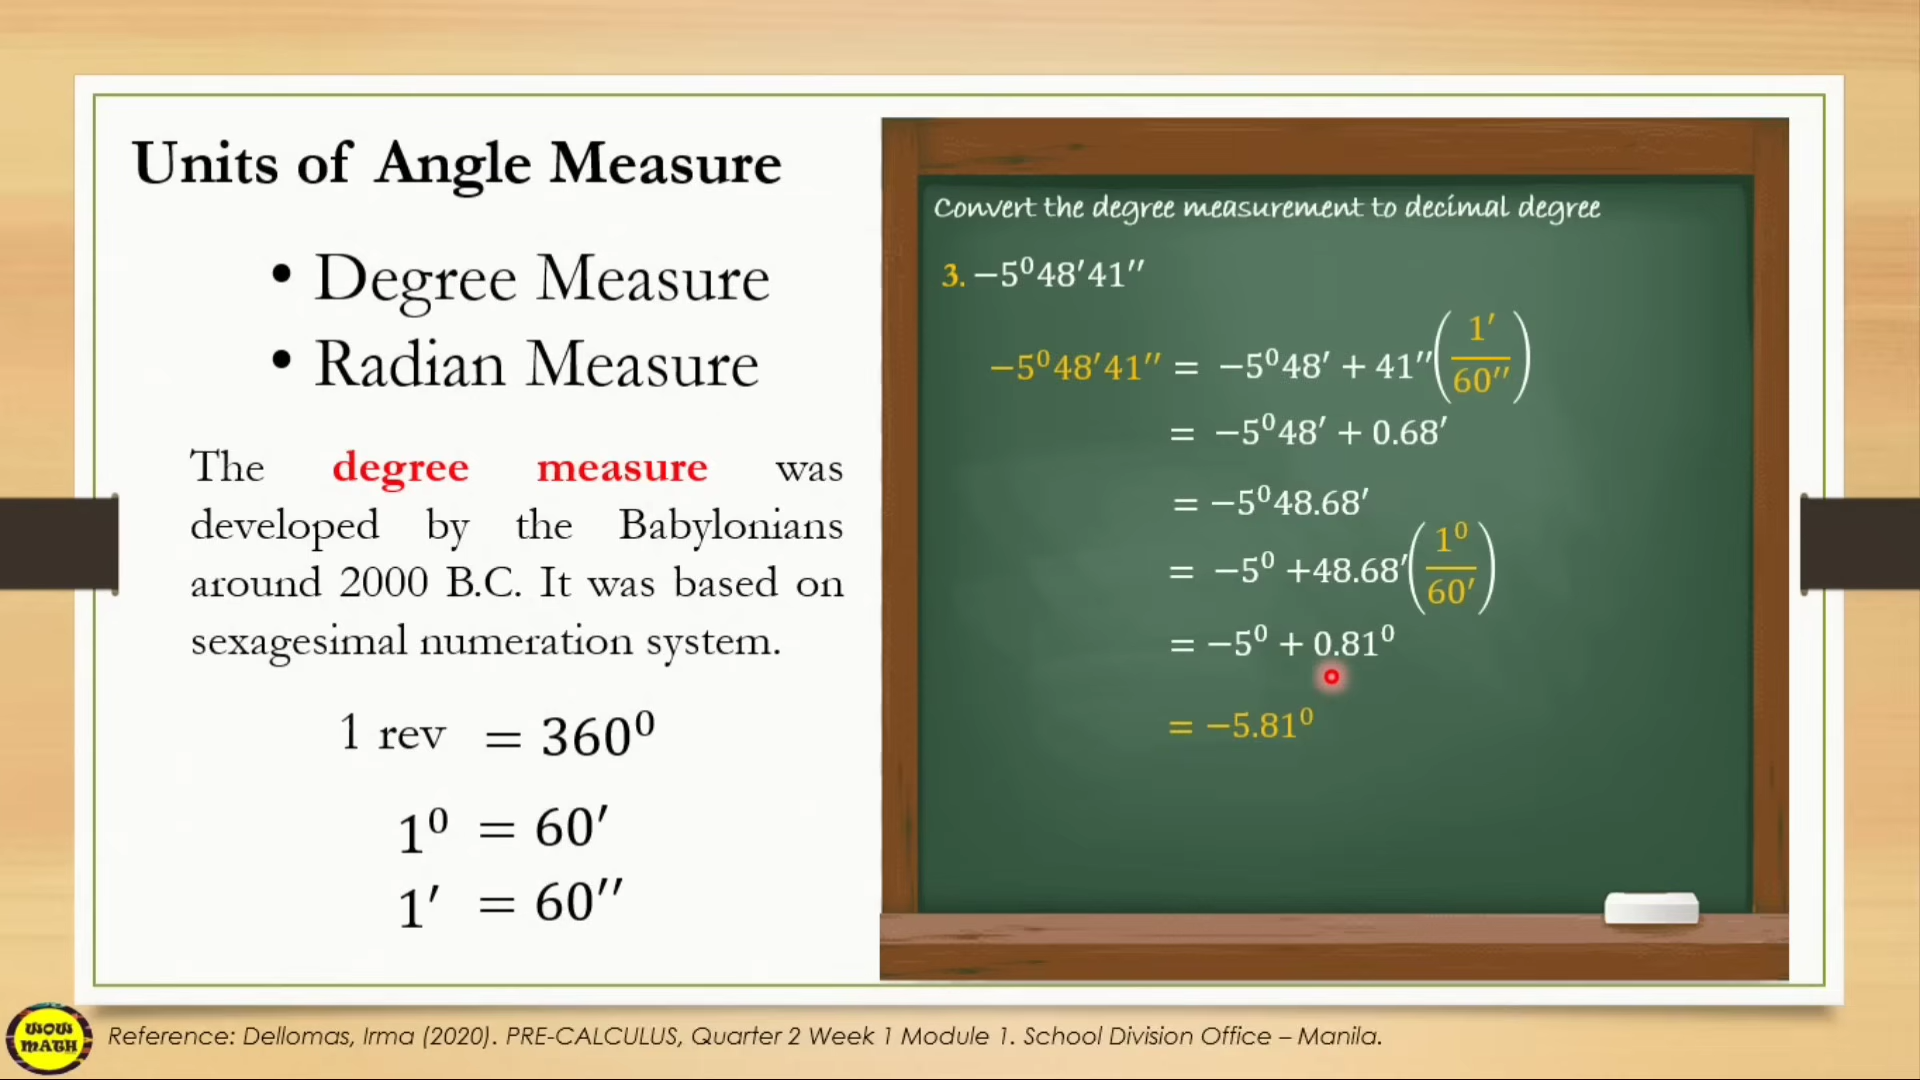 Units of Angle Measure
• Degree Measure
• Radian Measure
The degree measure was
developed by the Babylonians
around 2000 B.C. It was based on
sexagesimal numeration system.
1 rev = 360⁰
1⁰ = 60′
1′ = 60′′
Convert the degree measurement to decimal degree
3. −5⁰48′41′′
−5⁰48′41′′ = −5⁰48′ + 41′′(1′/60′′)
= −5⁰48′ + 0.68′
= −5⁰48.68′
= −5⁰ +48.68′(1⁰/60′)
= −5⁰ + 0.81⁰
= −5.81⁰
WOW
MATH
Reference: Dellomas, Irma (2020). PRE-CALCULUS, Quarter 2 Week 1 Module 1. School Division Office – Manila.